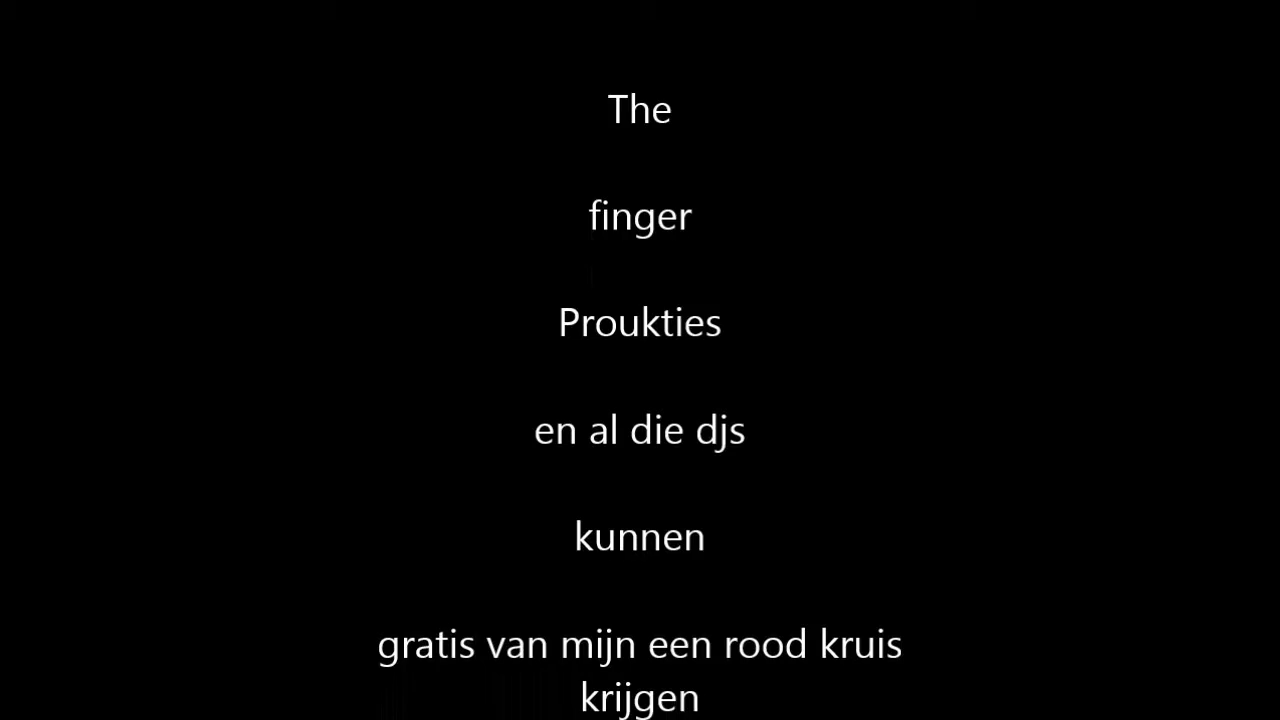 The
finger
Proukties
en al die djs
kunnen
gratis van mijn een rood kruis
krijgen